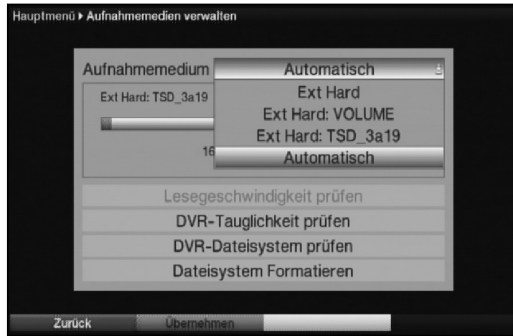 Hauptmenü ▸ Aufnahmemedien verwalten
Aufnahmemedium Automatisch
Ext Hard: TSD_3a19
Ext Hard
Ext Hard: VOLUME
Ext Hard: TSD_3a19
16
Automatisch
Lesegeschwindigkeit prüfen
DVR-Tauglichkeit prüfen
DVR-Dateisystem prüfen
Dateisystem Formatieren
Zurück Übernehmen